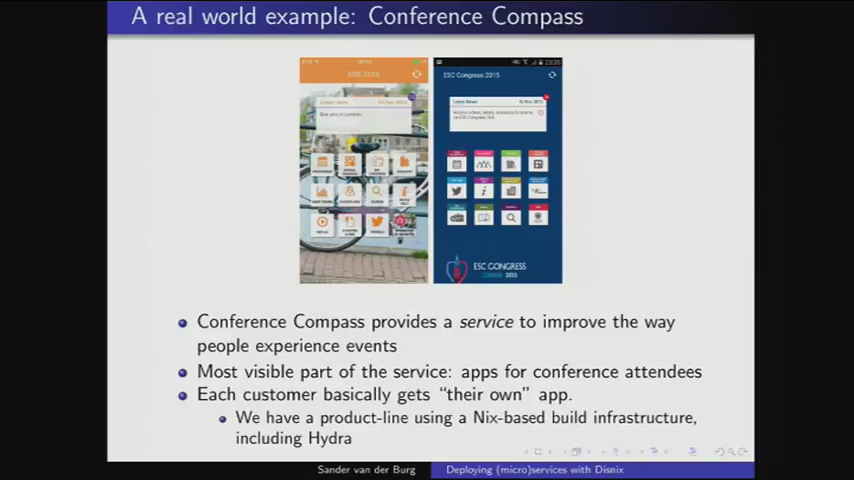 A real world example: Conference Compass
ESC Congress 2015
Latest News
ESC CONGRESS
LONDON 2015
Conference Compass provides a service to improve the way
people experience events
Most visible part of the service: apps for conference attendees
Each customer basically gets “their own” app.
We have a product-line using a Nix-based build infrastructure,
including Hydra
Sander van der Burg
Deploying (micro)services with Disnix